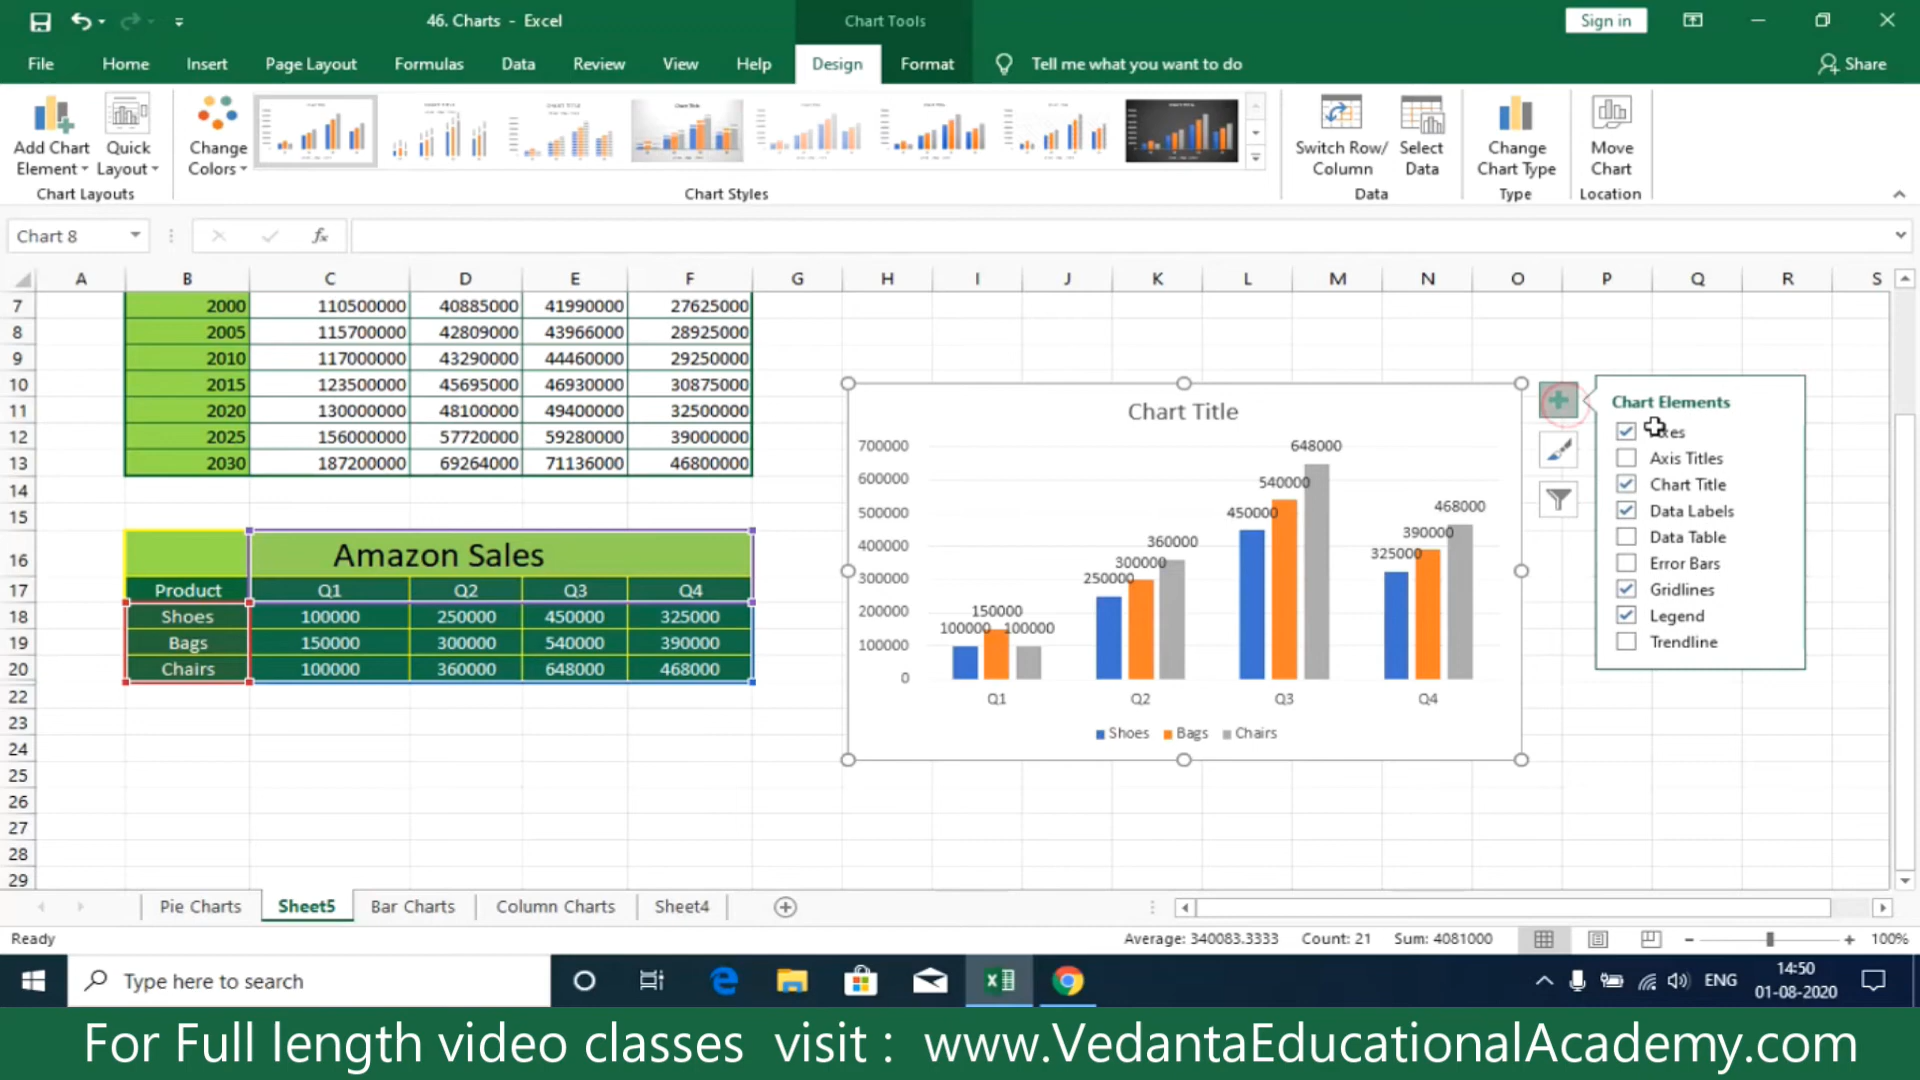 46. Charts - Excel
Chart Tools
Sign in
File Home Insert Page Layout Formulas Data Review View Help Design Format Tell me what you want to do Share
Add Chart Element
Quick Layout
Change Colors
Switch Row/ Column
Select Data
Change Chart Type
Move Chart
Chart Layouts Chart Styles Data Type Location
Chart 8 fx
A B C D E F G H I J K L M N O P Q R S
7 2000 110500000 40885000 41990000 27625000
8 2005 115700000 42809000 43966000 28925000
9 2010 117000000 43290000 44460000 29250000
10 2015 123500000 45695000 46930000 30875000
11 2020 130000000 48100000 49400000 32500000
12 2025 156000000 57720000 59280000 39000000
13 2030 187200000 69264000 71136000 46800000
14
15
16 Amazon Sales
17 Product Q1 Q2 Q3 Q4
18 Shoes 100000 250000 450000 325000
19 Bags 150000 300000 540000 390000
20 Chairs 100000 360000 648000 468000
22
23
24
25
26
27
28
29
Chart Title
700000
600000
500000
400000
300000
200000
100000
0
100000 150000 100000
250000 300000 360000
450000 540000 648000
325000 390000 468000
Q1 Q2 Q3 Q4
Shoes Bags Chairs
Chart Elements
Axis Titles
Chart Title
Data Labels
Data Table
Error Bars
Gridlines
Legend
Trendline
Pie Charts Sheet5 Bar Charts Column Charts Sheet4
Ready Average: 340083.3333 Count: 21 Sum: 4081000 100%
Type here to search ENG
14:50
01-08-2020
For Full length video classes visit : www.VedantaEducationalAcademy.com